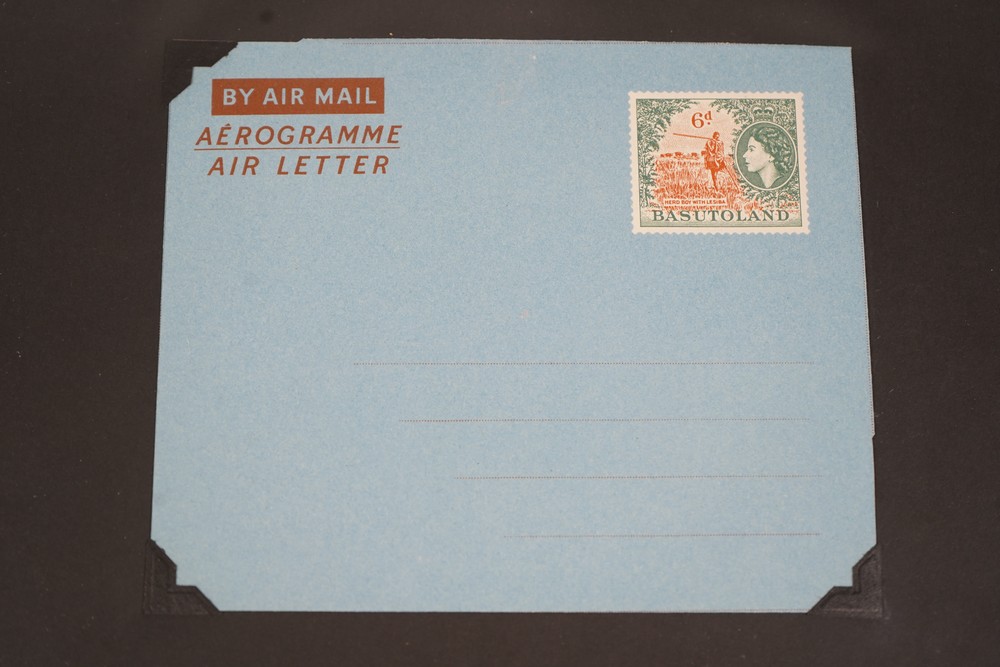 BY AIR MAIL
AÊROGRAMME
AIR LETTER
6d.
HERD BOY WITH LESIBA
BASUTOLAND